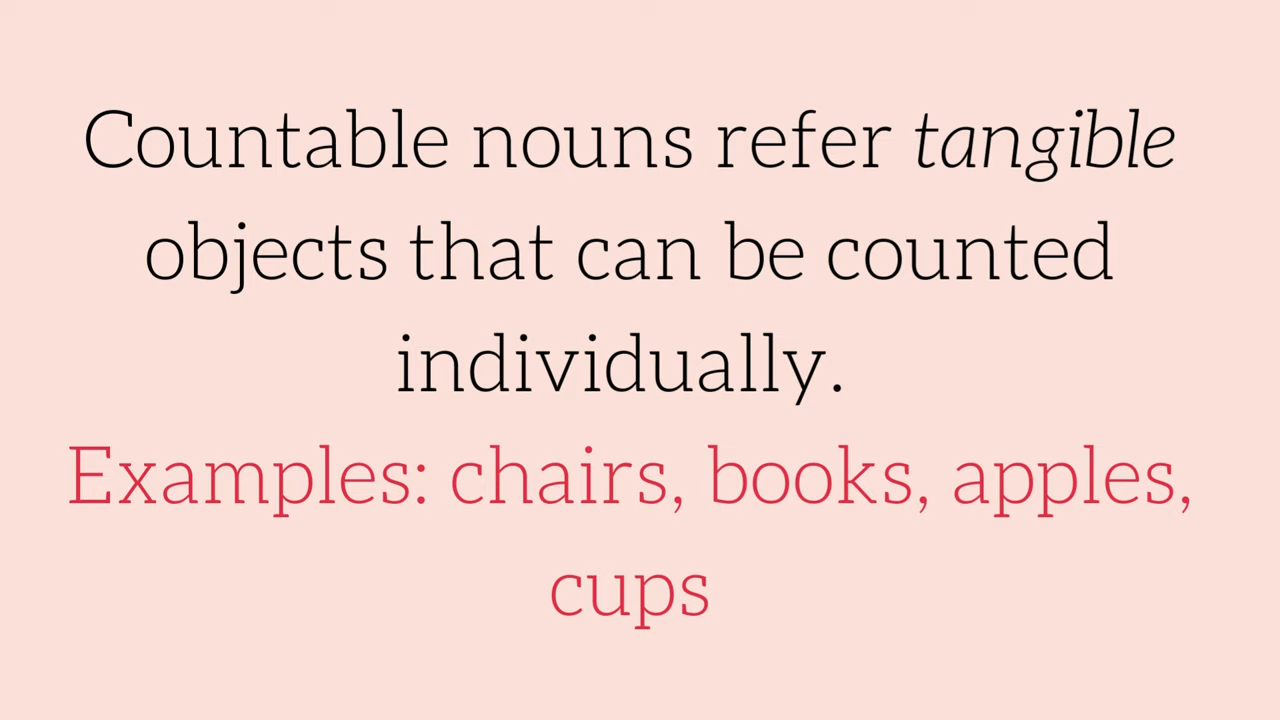 Countable nouns refer tangible
objects that can be counted
individually.
Examples: chairs, books, apples,
cups